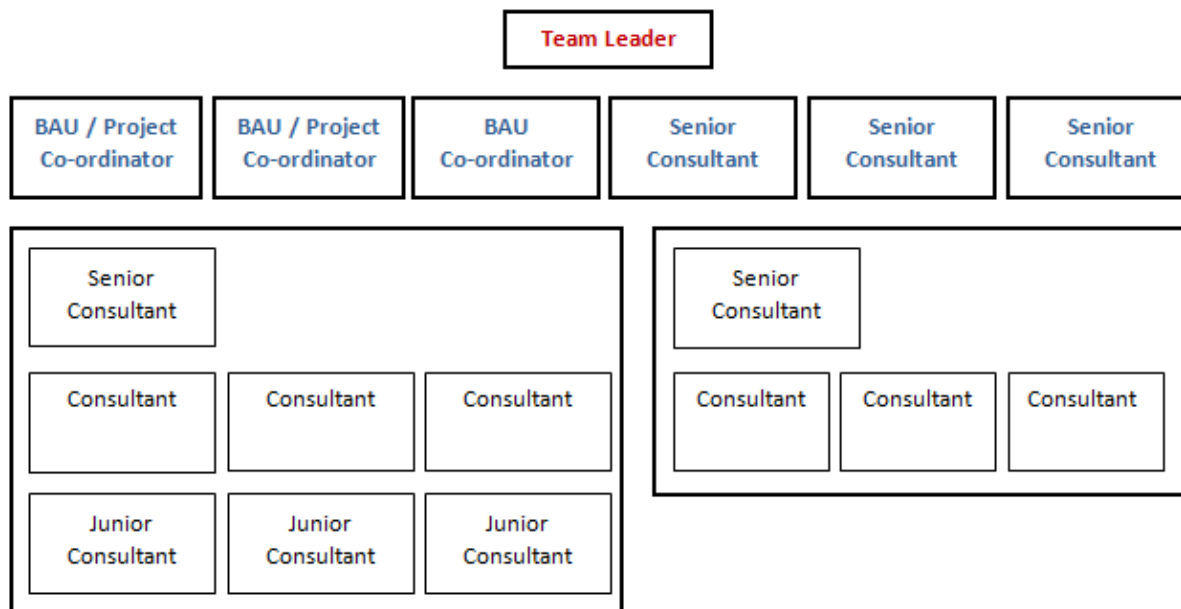 Team Leader
BAU / Project
Co-ordinator
BAU / Project
Co-ordinator
BAU
Co-ordinator
Senior
Consultant
Senior
Consultant
Senior
Consultant
Senior
Consultant
Consultant
Consultant
Consultant
Junior
Consultant
Junior
Consultant
Junior
Consultant
Senior
Consultant
Consultant
Consultant
Consultant